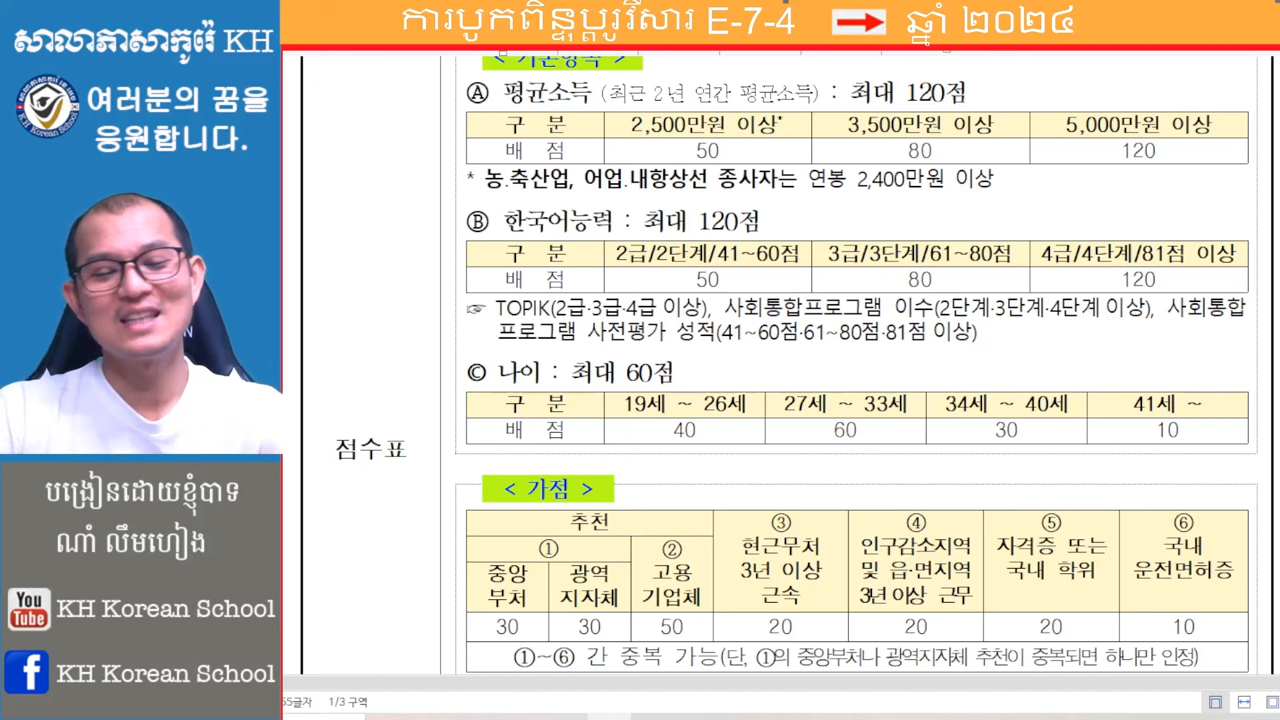 ការបូកពិន្ទុប្តូរវីសារ E-7-4 ឆ្នាំ ២០២៤
សាលាភាសាកូរ៉េ KH
여러분의 꿈을
응원합니다.
< 기본항목 >
Ⓐ 평균소득 (최근 2년 연간 평균소득) : 최대 120점
구 분 2,500만원 이상* 3,500만원 이상 5,000만원 이상
배 점 50 80 120
* 농.축산업, 어업.내항상선 종사자는 연봉 2,400만원 이상
Ⓑ 한국어능력 : 최대 120점
구 분 2급/2단계/41~60점 3급/3단계/61~80점 4급/4단계/81점 이상
배 점 50 80 120
☞ TOPIK(2급·3급·4급 이상), 사회통합프로그램 이수(2단계·3단계·4단계 이상), 사회통합
프로그램 사전평가 성적(41~60점·61~80점·81점 이상)
Ⓒ 나이 : 최대 60점
구 분 19세 ~ 26세 27세 ~ 33세 34세 ~ 40세 41세 ~
배 점 40 60 30 10
점수표
< 가점 >
추천 ③ ④ ⑤ ⑥
① ② 현근무처 인구감소지역 자격증 또는 국내
중앙 광역 고용 3년 이상 및 읍·면지역 국내 학위 운전면허증
부처 지자체 기업체 근속 3년 이상 근무
30 30 50 20 20 20 10
①~⑥ 간 중복 가능(단, ①의 중앙부처나 광역지자체 추천이 중복되면 하나만 인정)
បង្រៀនដោយខ្ញុំបាទ
ណាំ លឹមហៀង
You
Tube KH Korean School
f KH Korean School
65글자 1/3 구역